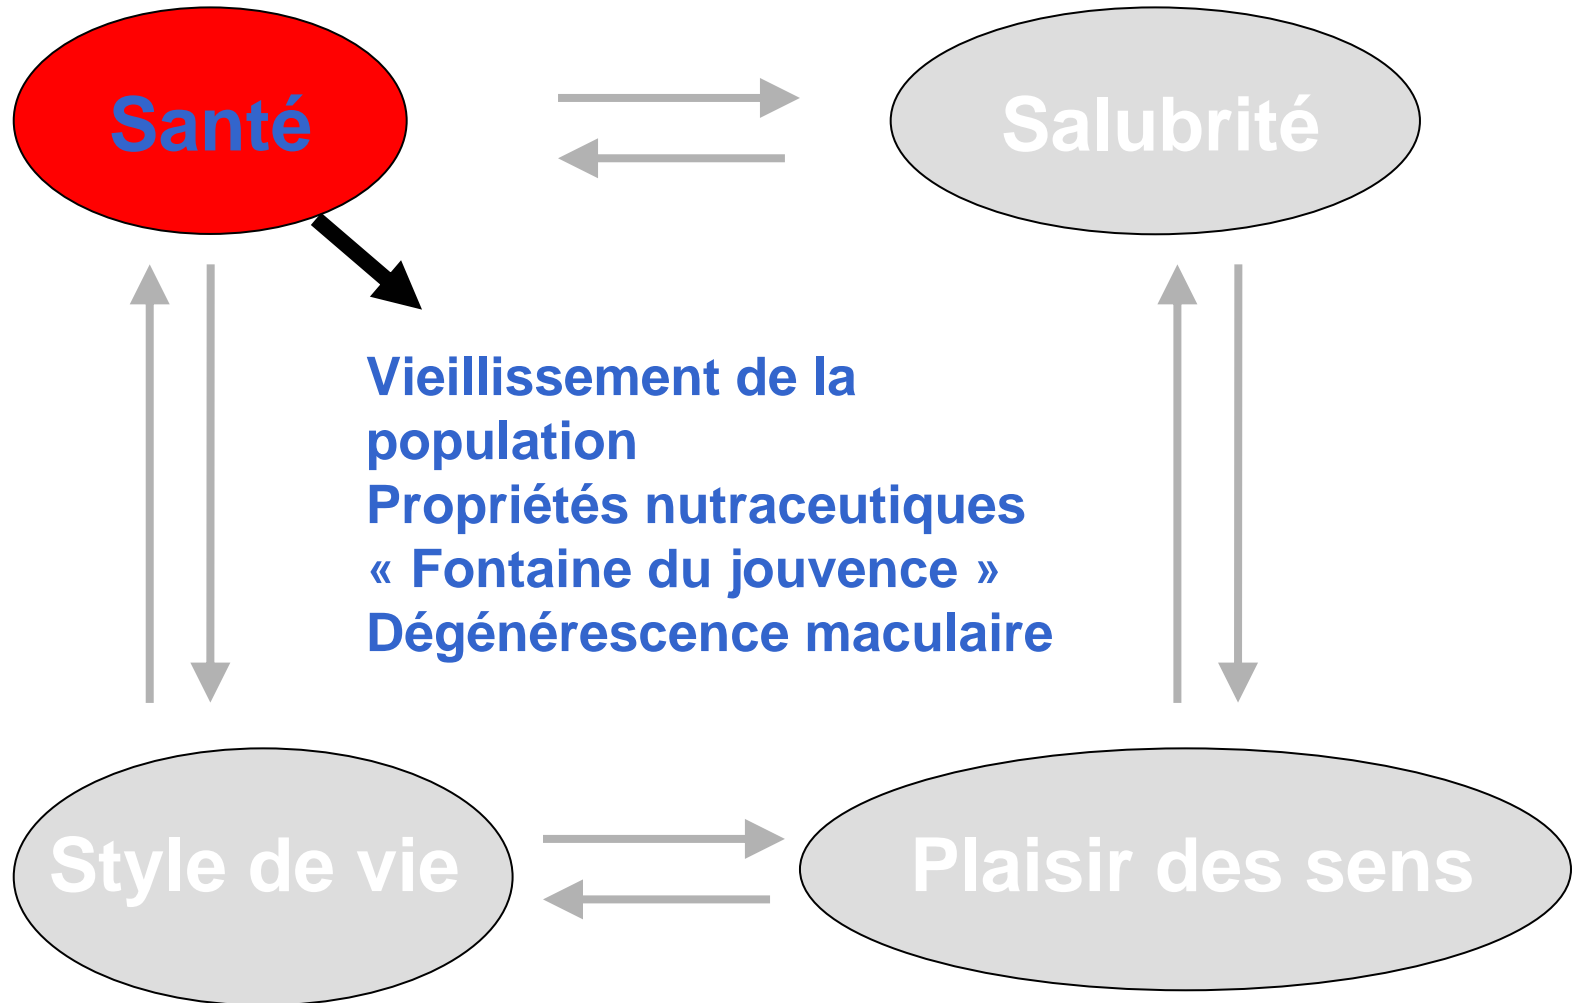 Santé
Salubrité
Vieillissement de la
population
Propriétés nutraceutiques
« Fontaine du jouvence »
Dégénérescence maculaire
Style de vie
Plaisir des sens